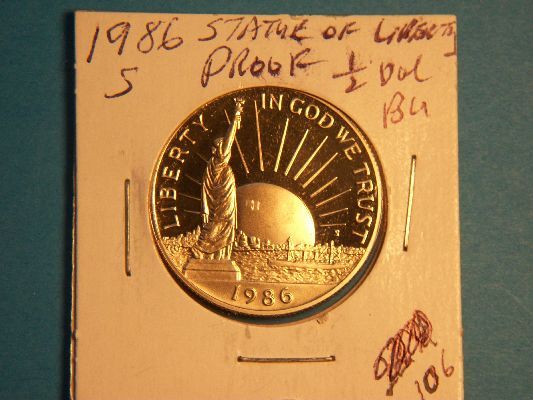 1986 STATUE OF LIBERTY
S PROOF 1/2 Dol
BU
LIBERTY
IN GOD WE TRUST
1986
106